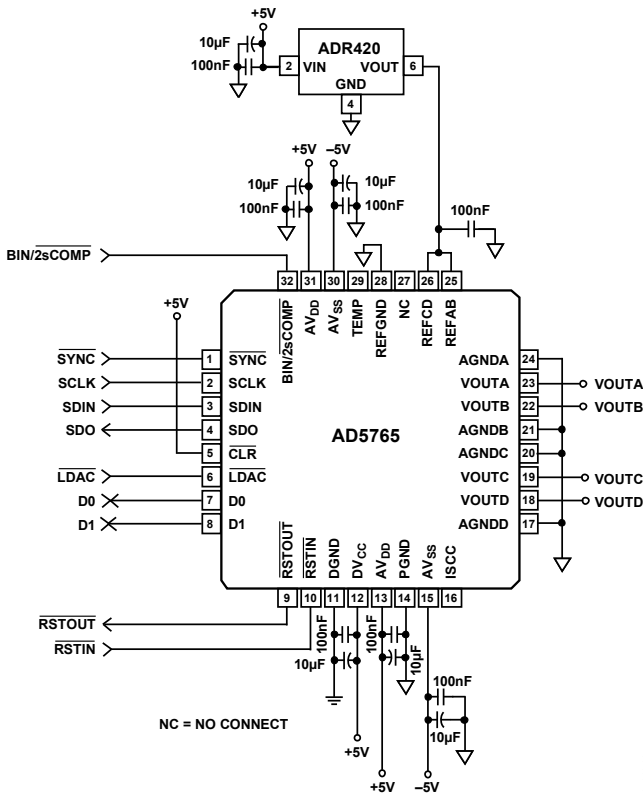 +5V
10µF
100nF
ADR420
2 VIN VOUT 6
GND
4
+5V –5V
10µF 10µF
100nF 100nF
100nF
BIN/2sCOMP
32 31 30 29 28 27 26 25
BIN/2sCOMP
AVDD
AVSS
TEMP
REFGND
NC
REFCD
REFAB
+5V
SYNC 1 SYNC
SCLK 2 SCLK
SDIN 3 SDIN
SDO 4 SDO
5 CLR
LDAC 6 LDAC
D0 7 D0
D1 8 D1
AD5765
AGNDA 24
VOUTA 23 VOUTA
VOUTB 22 VOUTB
AGNDB 21
AGNDC 20
VOUTC 19 VOUTC
VOUTD 18 VOUTD
AGNDD 17
RSTOUT
RSTIN
DGND
DVCC
AVDD
PGND
AVSS
ISCC
9 10 11 12 13 14 15 16
RSTOUT
RSTIN
100nF
10µF
100nF
10µF
100nF
10µF
NC = NO CONNECT
+5V
+5V –5V